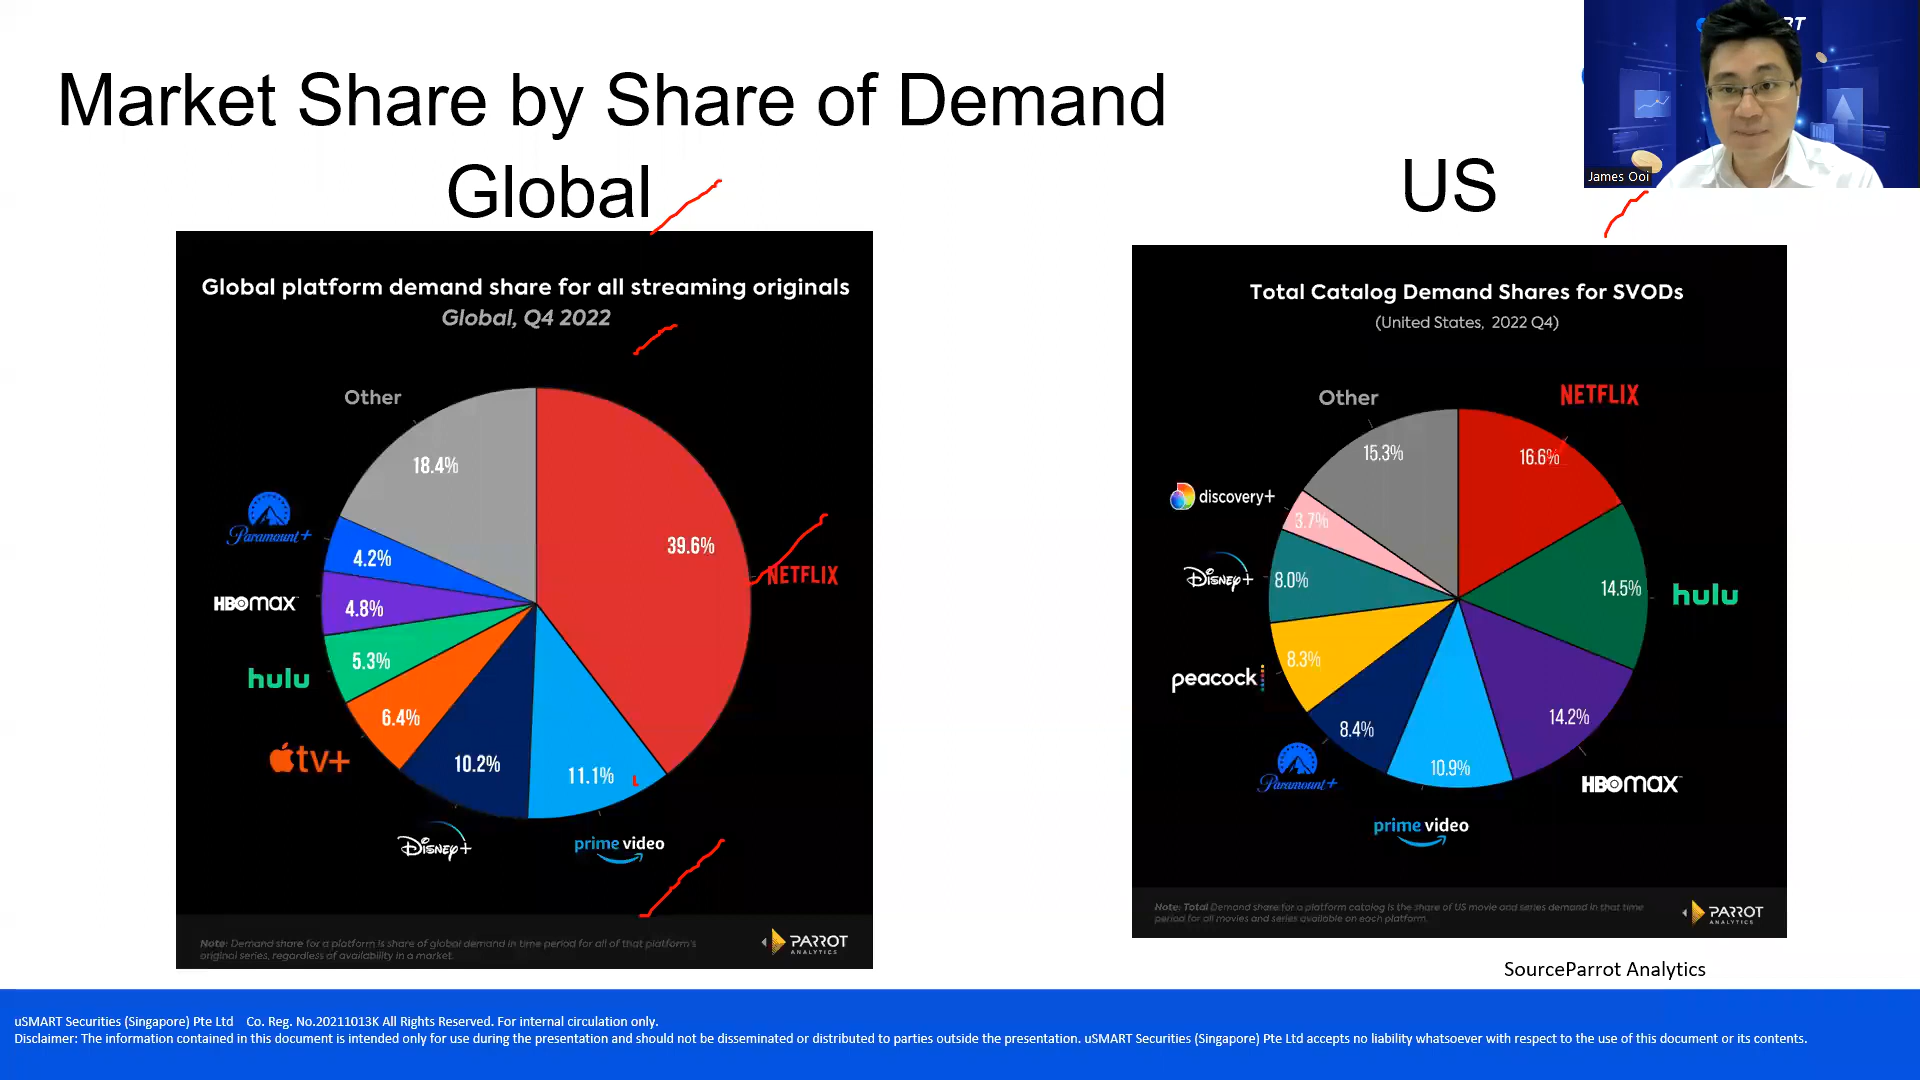 Market Share by Share of Demand
Global
US
James Ooi
Global platform demand share for all streaming originals
Global, Q4 2022
Other
18.4%
39.6%
NETFLIX
Paramount+
4.2%
HBOmax
4.8%
hulu
5.3%
tv+
6.4%
Disney+
10.2%
prime video
11.1%
Note: Demand share for a platform is share of global demand in time period for all of that platform's
original series, regardless of availability in a market.
PARROT
ANALYTICS
Total Catalog Demand Shares for SVODs
(United States, 2022 Q4)
Other
15.3%
NETFLIX
16.6%
discovery+
3.7%
Disney+
8.0%
14.5%
hulu
peacock
8.3%
14.2%
HBOmax
Paramount+
8.4%
10.9%
prime video
Note: Total Demand share for a platform catalog is the share of US movie and series demand in that time
period for all movies and series available on each platform.
PARROT
ANALYTICS
SourceParrot Analytics
uSMART Securities (Singapore) Pte Ltd Co. Reg. No.20211013K All Rights Reserved. For internal circulation only.
Disclaimer: The information contained in this document is intended only for use during the presentation and should not be disseminated or distributed to parties outside the presentation. uSMART Securities (Singapore) Pte Ltd accepts no liability whatsoever with respect to the use of this document or its contents.